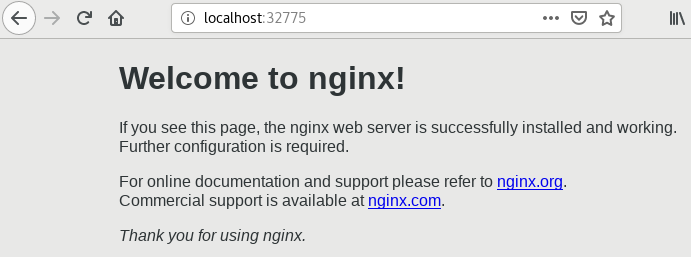 localhost:32775
Welcome to nginx!
If you see this page, the nginx web server is successfully installed and working.
Further configuration is required.
For online documentation and support please refer to nginx.org.
Commercial support is available at nginx.com.
Thank you for using nginx.